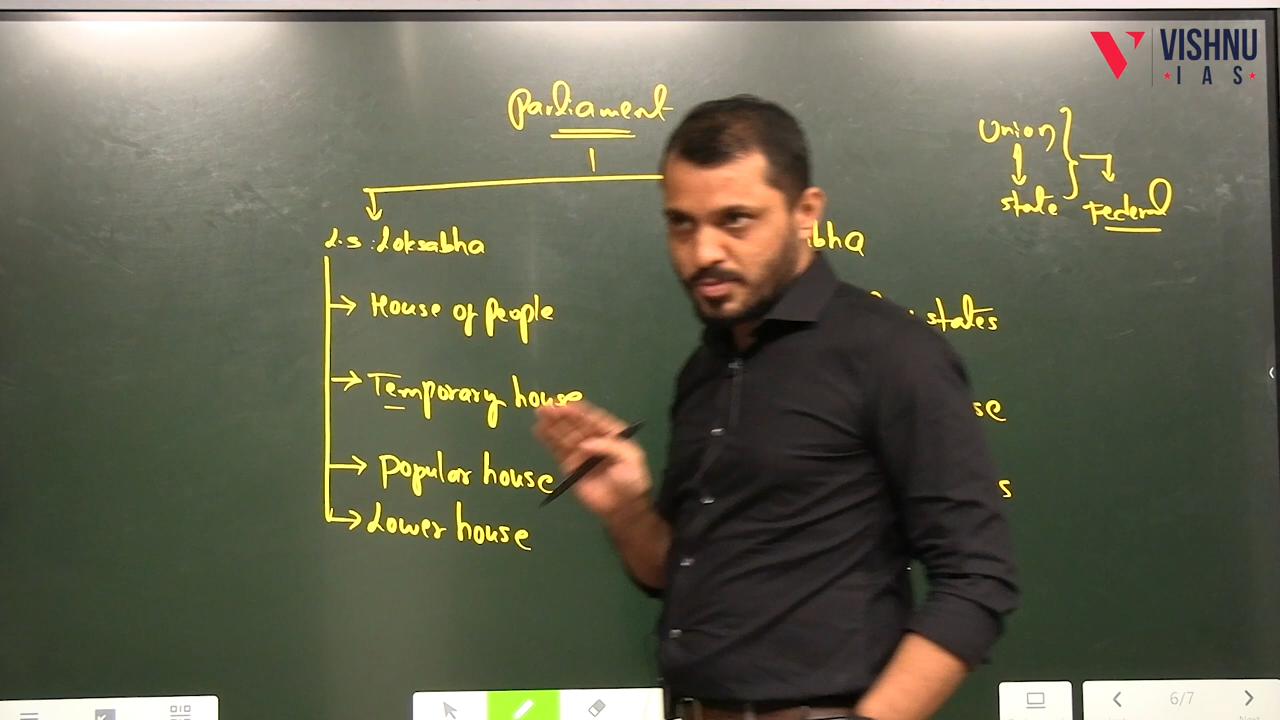 VISHNU
IAS
Parliament
Union
state
Federal
L.S : Loksabha
bha
House of people
states
Temporary house
se
popular house
s
Lower house
6/7